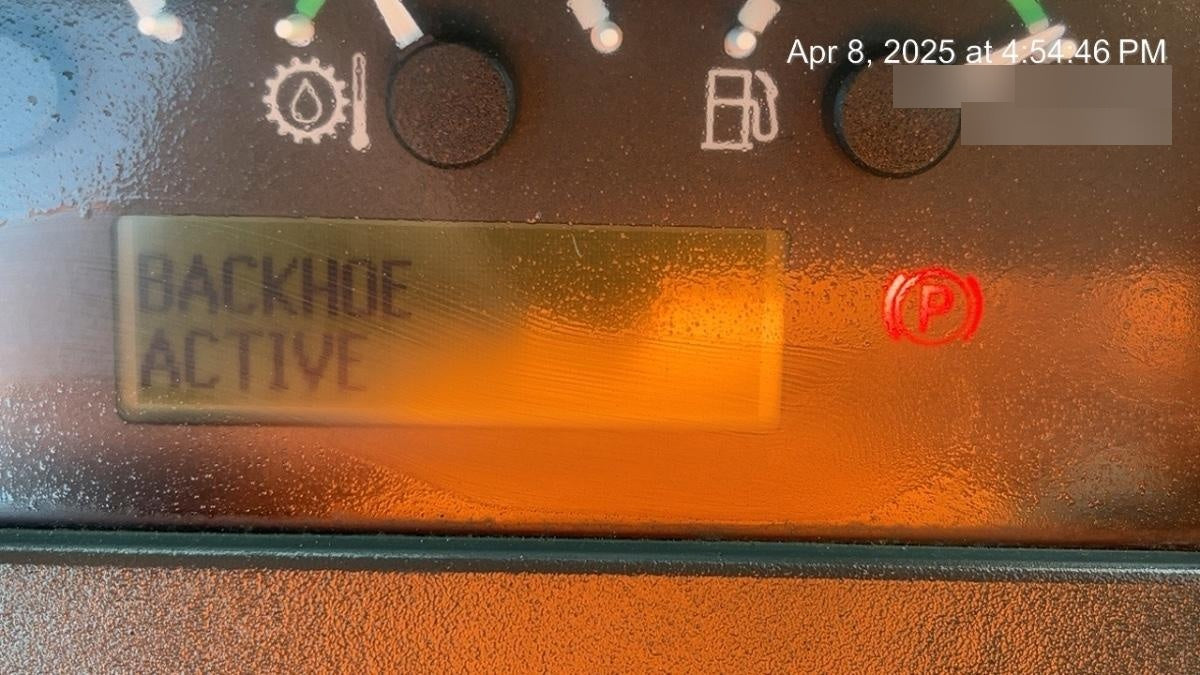 Apr 8, 2025 at 4:54:46 PM
BACKHOE
ACTIVE
P